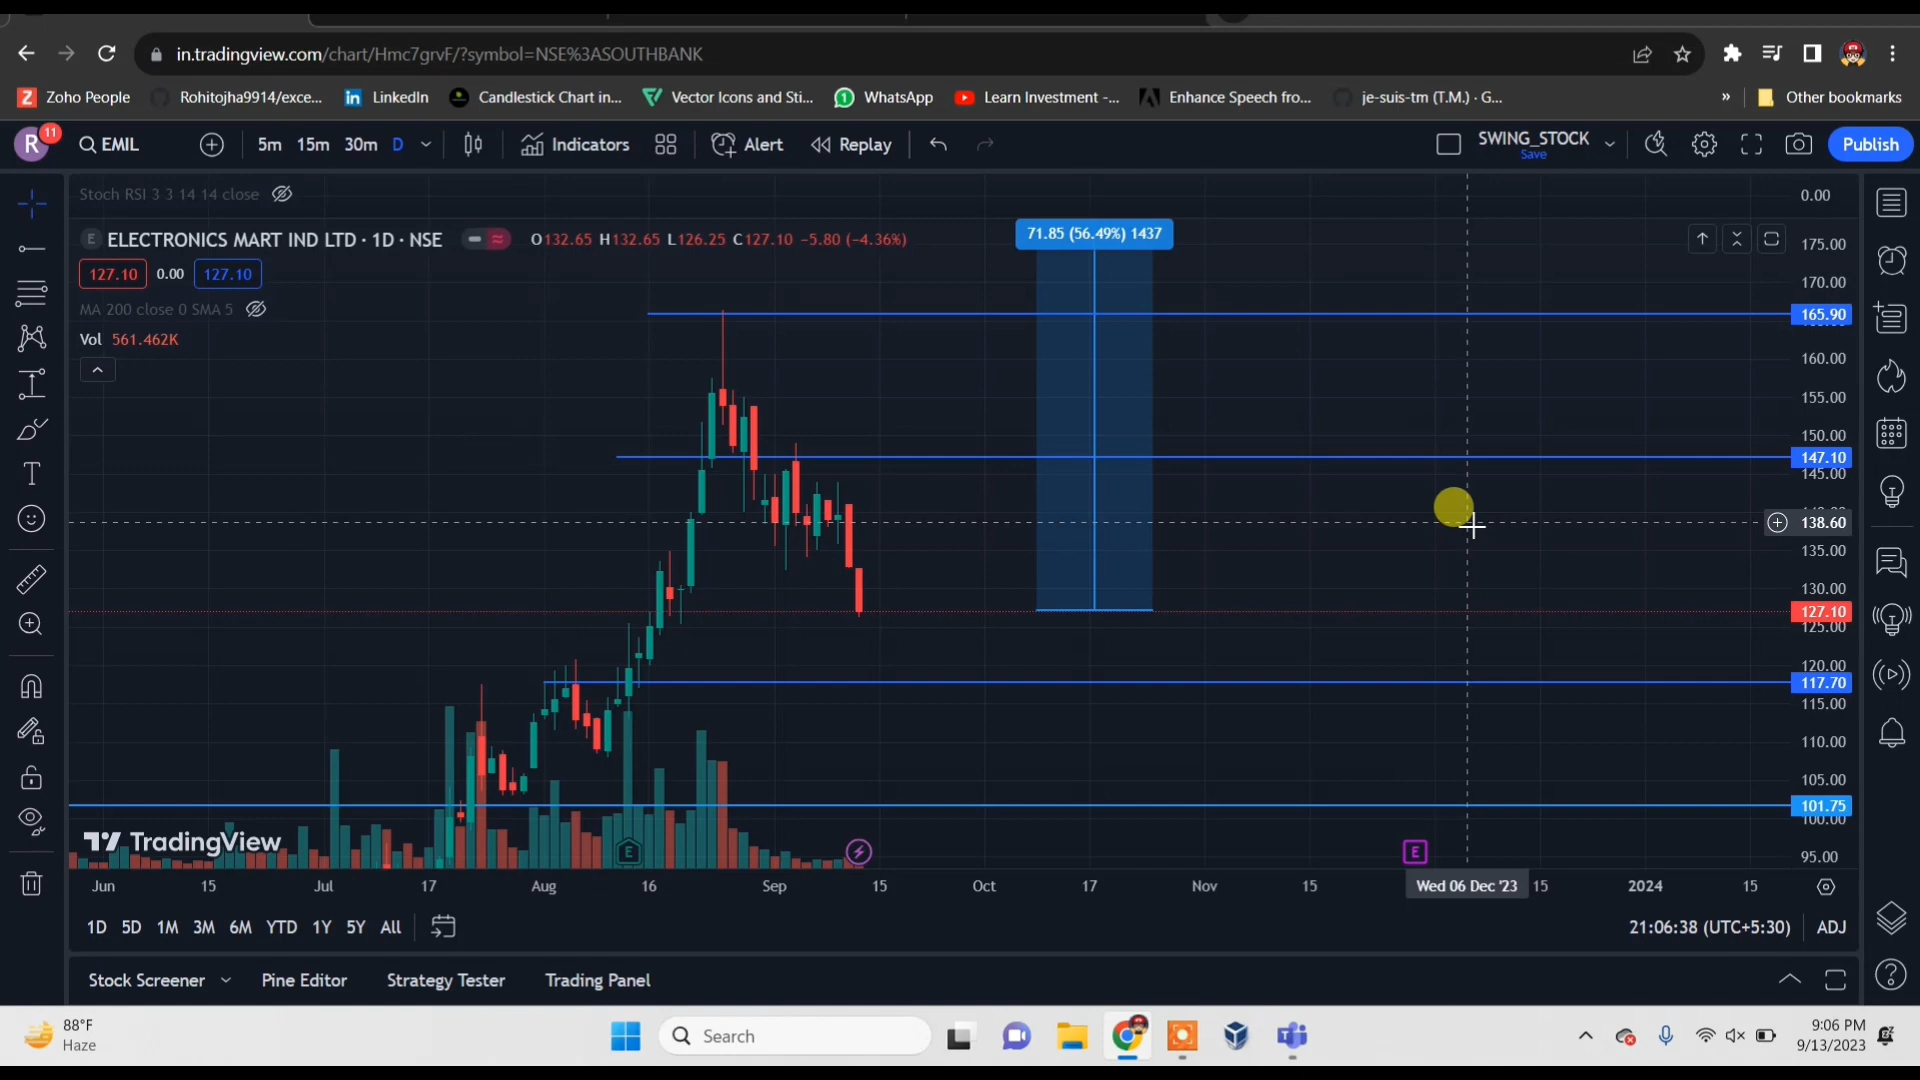 in.tradingview.com/chart/Hmc7grvF/?symbol=NSE%3ASOUTHBANK
Zoho People Rohitojha9914/exce... LinkedIn Candlestick Chart in... Vector Icons and Sti... WhatsApp Learn Investment -... Enhance Speech fro... je-suis-tm (T.M.) · G... » Other bookmarks
R 11 EMIL 5m 15m 30m D Indicators Alert Replay SWING_STOCK Save Publish
Stoch RSI 3 3 14 14 close 0.00
E ELECTRONICS MART IND LTD · 1D · NSE O132.65 H132.65 L126.25 C127.10 -5.80 (-4.36%)
71.85 (56.49%) 1437
127.10 0.00 127.10
MA 200 close 0 SMA 5
Vol 561.462K
175.00
170.00
165.90
160.00
155.00
150.00
147.10
145.00
138.60
135.00
130.00
127.10
125.00
120.00
117.70
115.00
110.00
105.00
101.75
100.00
95.00
TradingView
E E
Jun 15 Jul 17 Aug 16 Sep 15 Oct 17 Nov 15 Wed 06 Dec '23 15 2024 15
1D 5D 1M 3M 6M YTD 1Y 5Y All 21:06:38 (UTC+5:30) ADJ
Stock Screener Pine Editor Strategy Tester Trading Panel
88°F
Haze
Search
9:06 PM
9/13/2023